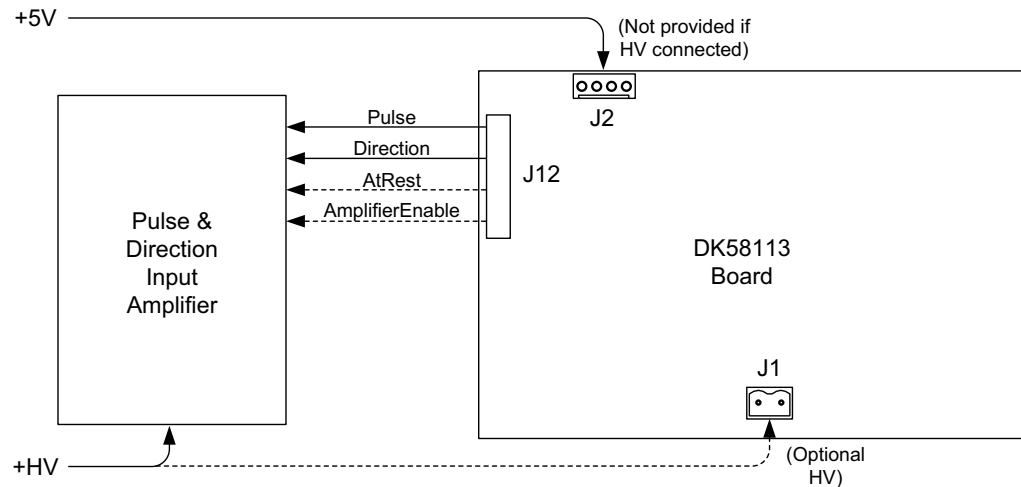 +5V
(Not provided if
HV connected)
J2
Pulse
Direction
AtRest
AmplifierEnable
J12
Pulse &
Direction
Input
Amplifier
DK58113
Board
J1
+HV
(Optional
HV)